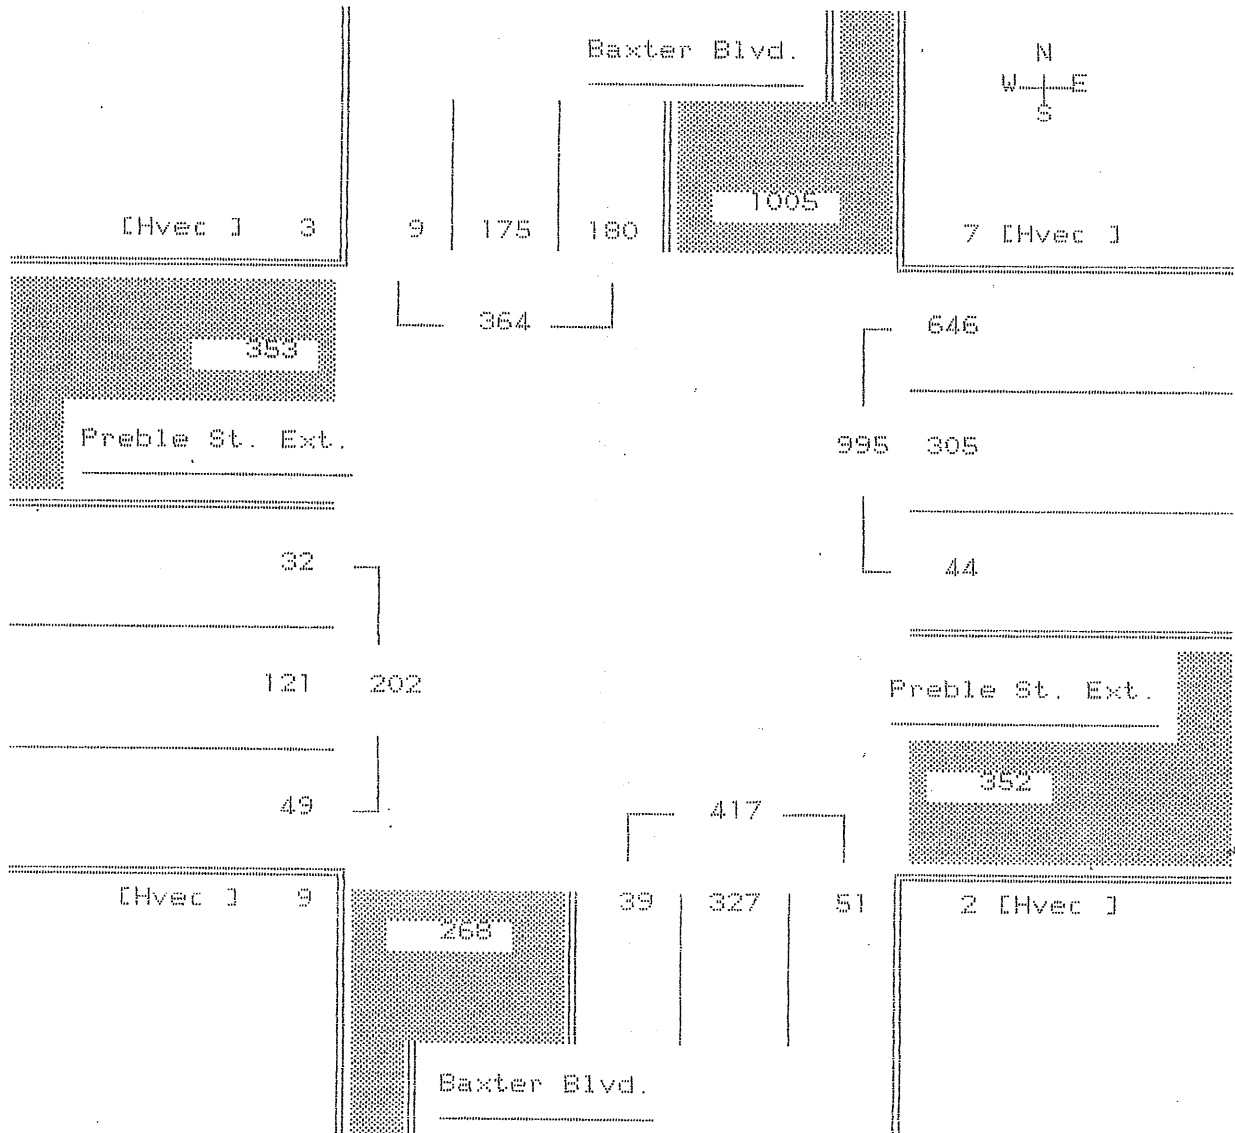 Baxter Blvd.
N
W E
S
1005
[Hvec ] 3 9 175 180 7 [Hvec ]
364 646
353
Preble St. Ext. 995 305
32 44
121 202 Preble St. Ext.
352
49 417
[Hvec ] 9 39 327 51 2 [Hvec ]
268
Baxter Blvd.